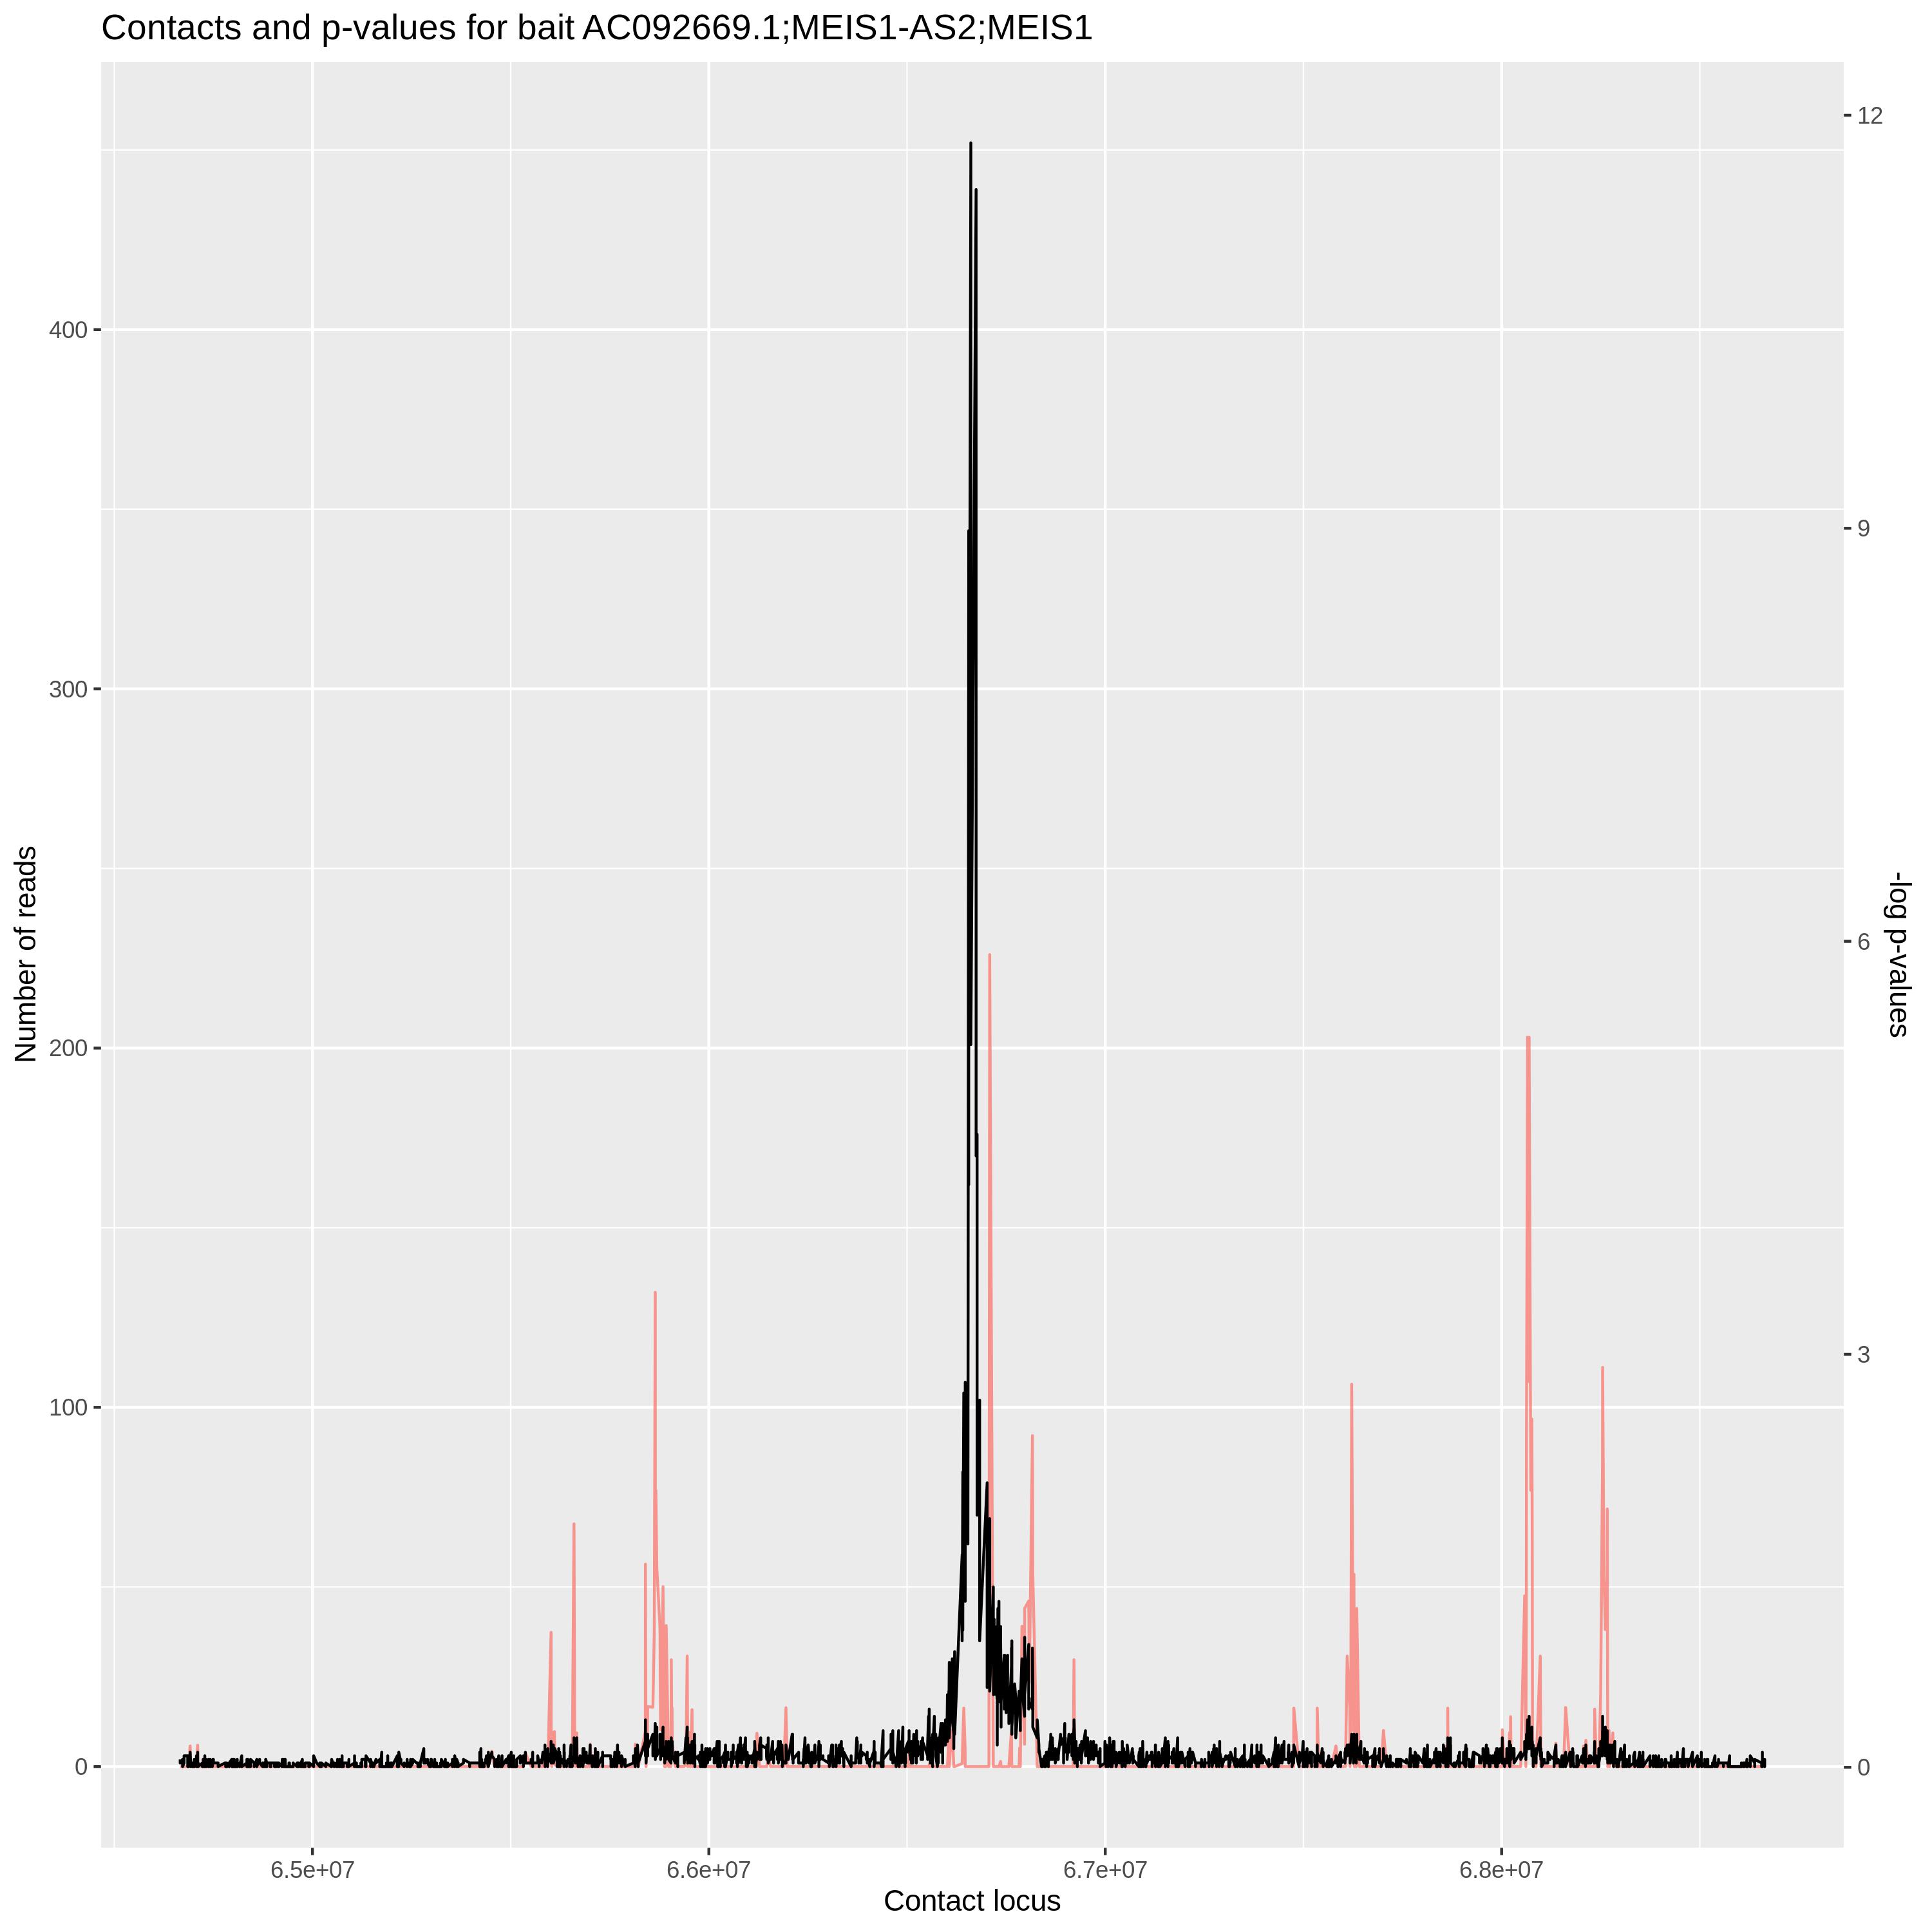 Contacts and p-values for bait AC092669.1;MEIS1-AS2;MEIS1
Number of reads
400
300
200
100
0
12
9
6
3
0
-log p-values
6.5e+07
6.6e+07
6.7e+07
6.8e+07
Contact locus